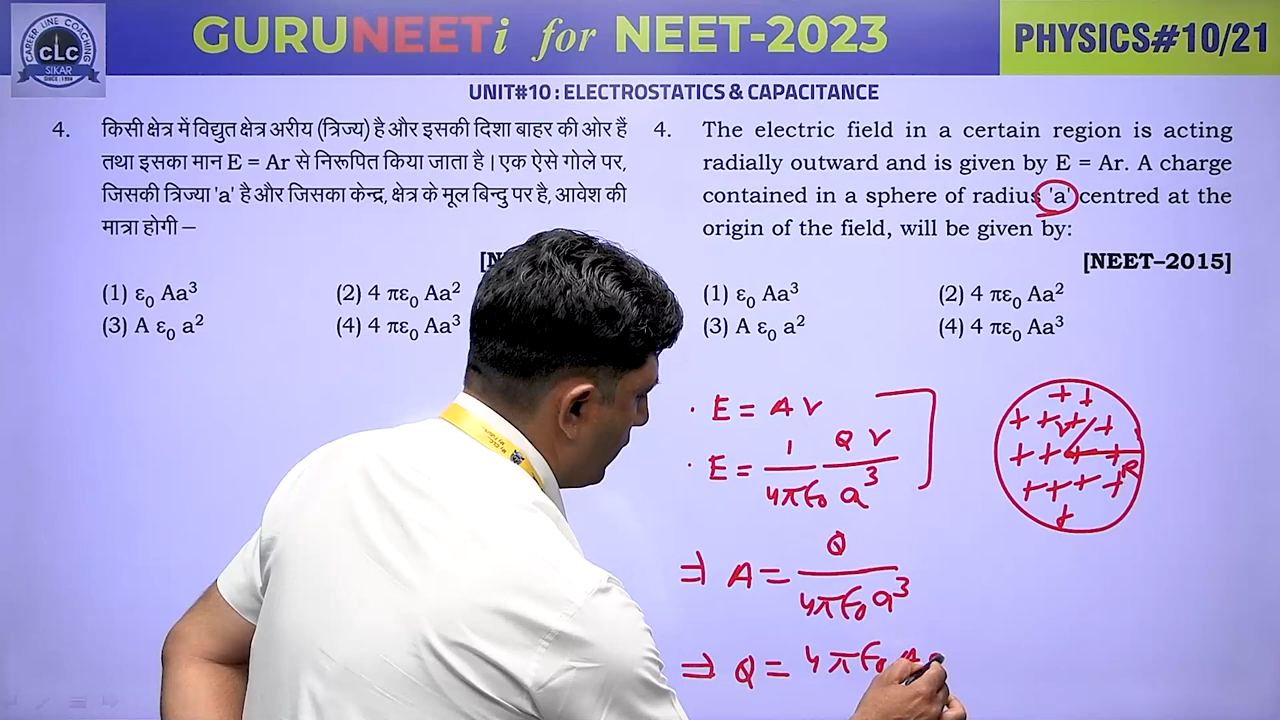 CAREER LINE COACHING
CLC
SIKAR
SINCE : 1996
GURUNEETi for NEET-2023
PHYSICS#10/21
UNIT#10 : ELECTROSTATICS & CAPACITANCE
4. किसी क्षेत्र में विद्युत क्षेत्र अरीय (त्रिज्य) है और इसकी दिशा बाहर की ओर हैं
तथा इसका मान E = Ar से निरूपित किया जाता है। एक ऐसे गोले पर,
जिसकी त्रिज्या 'a' है और जिसका केन्द्र, क्षेत्र के मूल बिन्दु पर है, आवेश की
मात्रा होगी –
(1) ε₀ Aa³ (2) 4 πε₀ Aa²
(3) A ε₀ a² (4) 4 πε₀ Aa³
4. The electric field in a certain region is acting
radially outward and is given by E = Ar. A charge
contained in a sphere of radius 'a' centred at the
origin of the field, will be given by:
[NEET–2015]
(1) ε₀ Aa³ (2) 4 πε₀ Aa²
(3) A ε₀ a² (4) 4 πε₀ Aa³
· E = A r
· E = 1/4πε₀ Q r/a³
⇒ A = Q/4πε₀a³
⇒ Q = 4πε₀
r
R